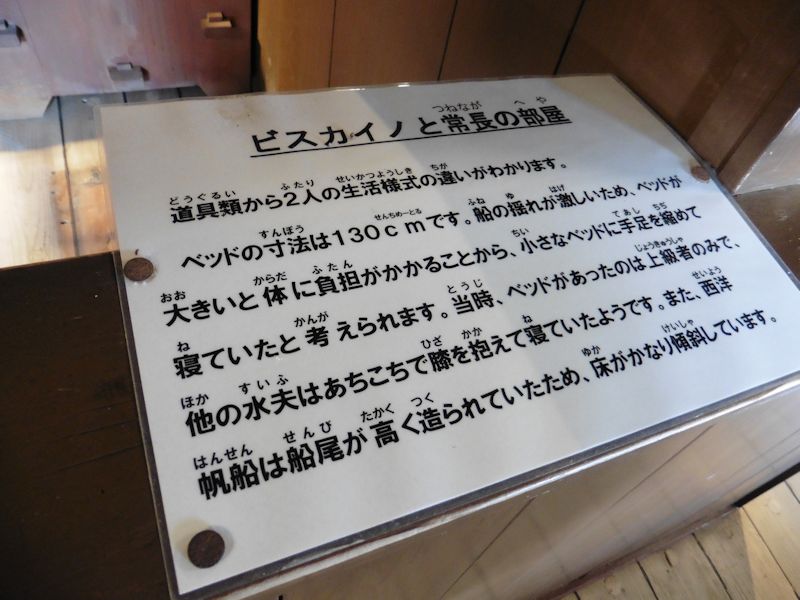 ビスカイノと常長の部屋
道具類から2人の生活様式の違いがわかります。
ベッドの寸法は130cmです。船の揺れが激しいため、ベッドが
大きいと体に負担がかかることから、小さなベッドに手足を縮めて
寝ていたと考えられます。当時、ベッドがあったのは上級者のみで、
他の水夫はあちこちで膝を抱えて寝ていたようです。また、西洋
帆船は船尾が高く造られていたため、床がかなり傾斜しています。